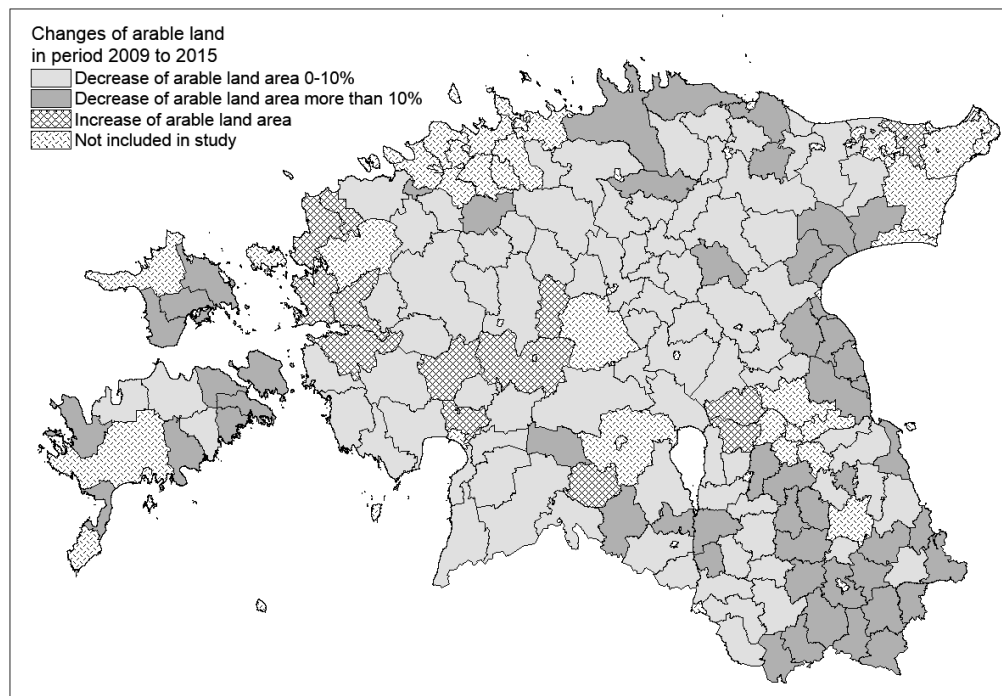 Changes of arable land
in period 2009 to 2015
Decrease of arable land area 0-10%
Decrease of arable land area more than 10%
Increase of arable land area
Not included in study